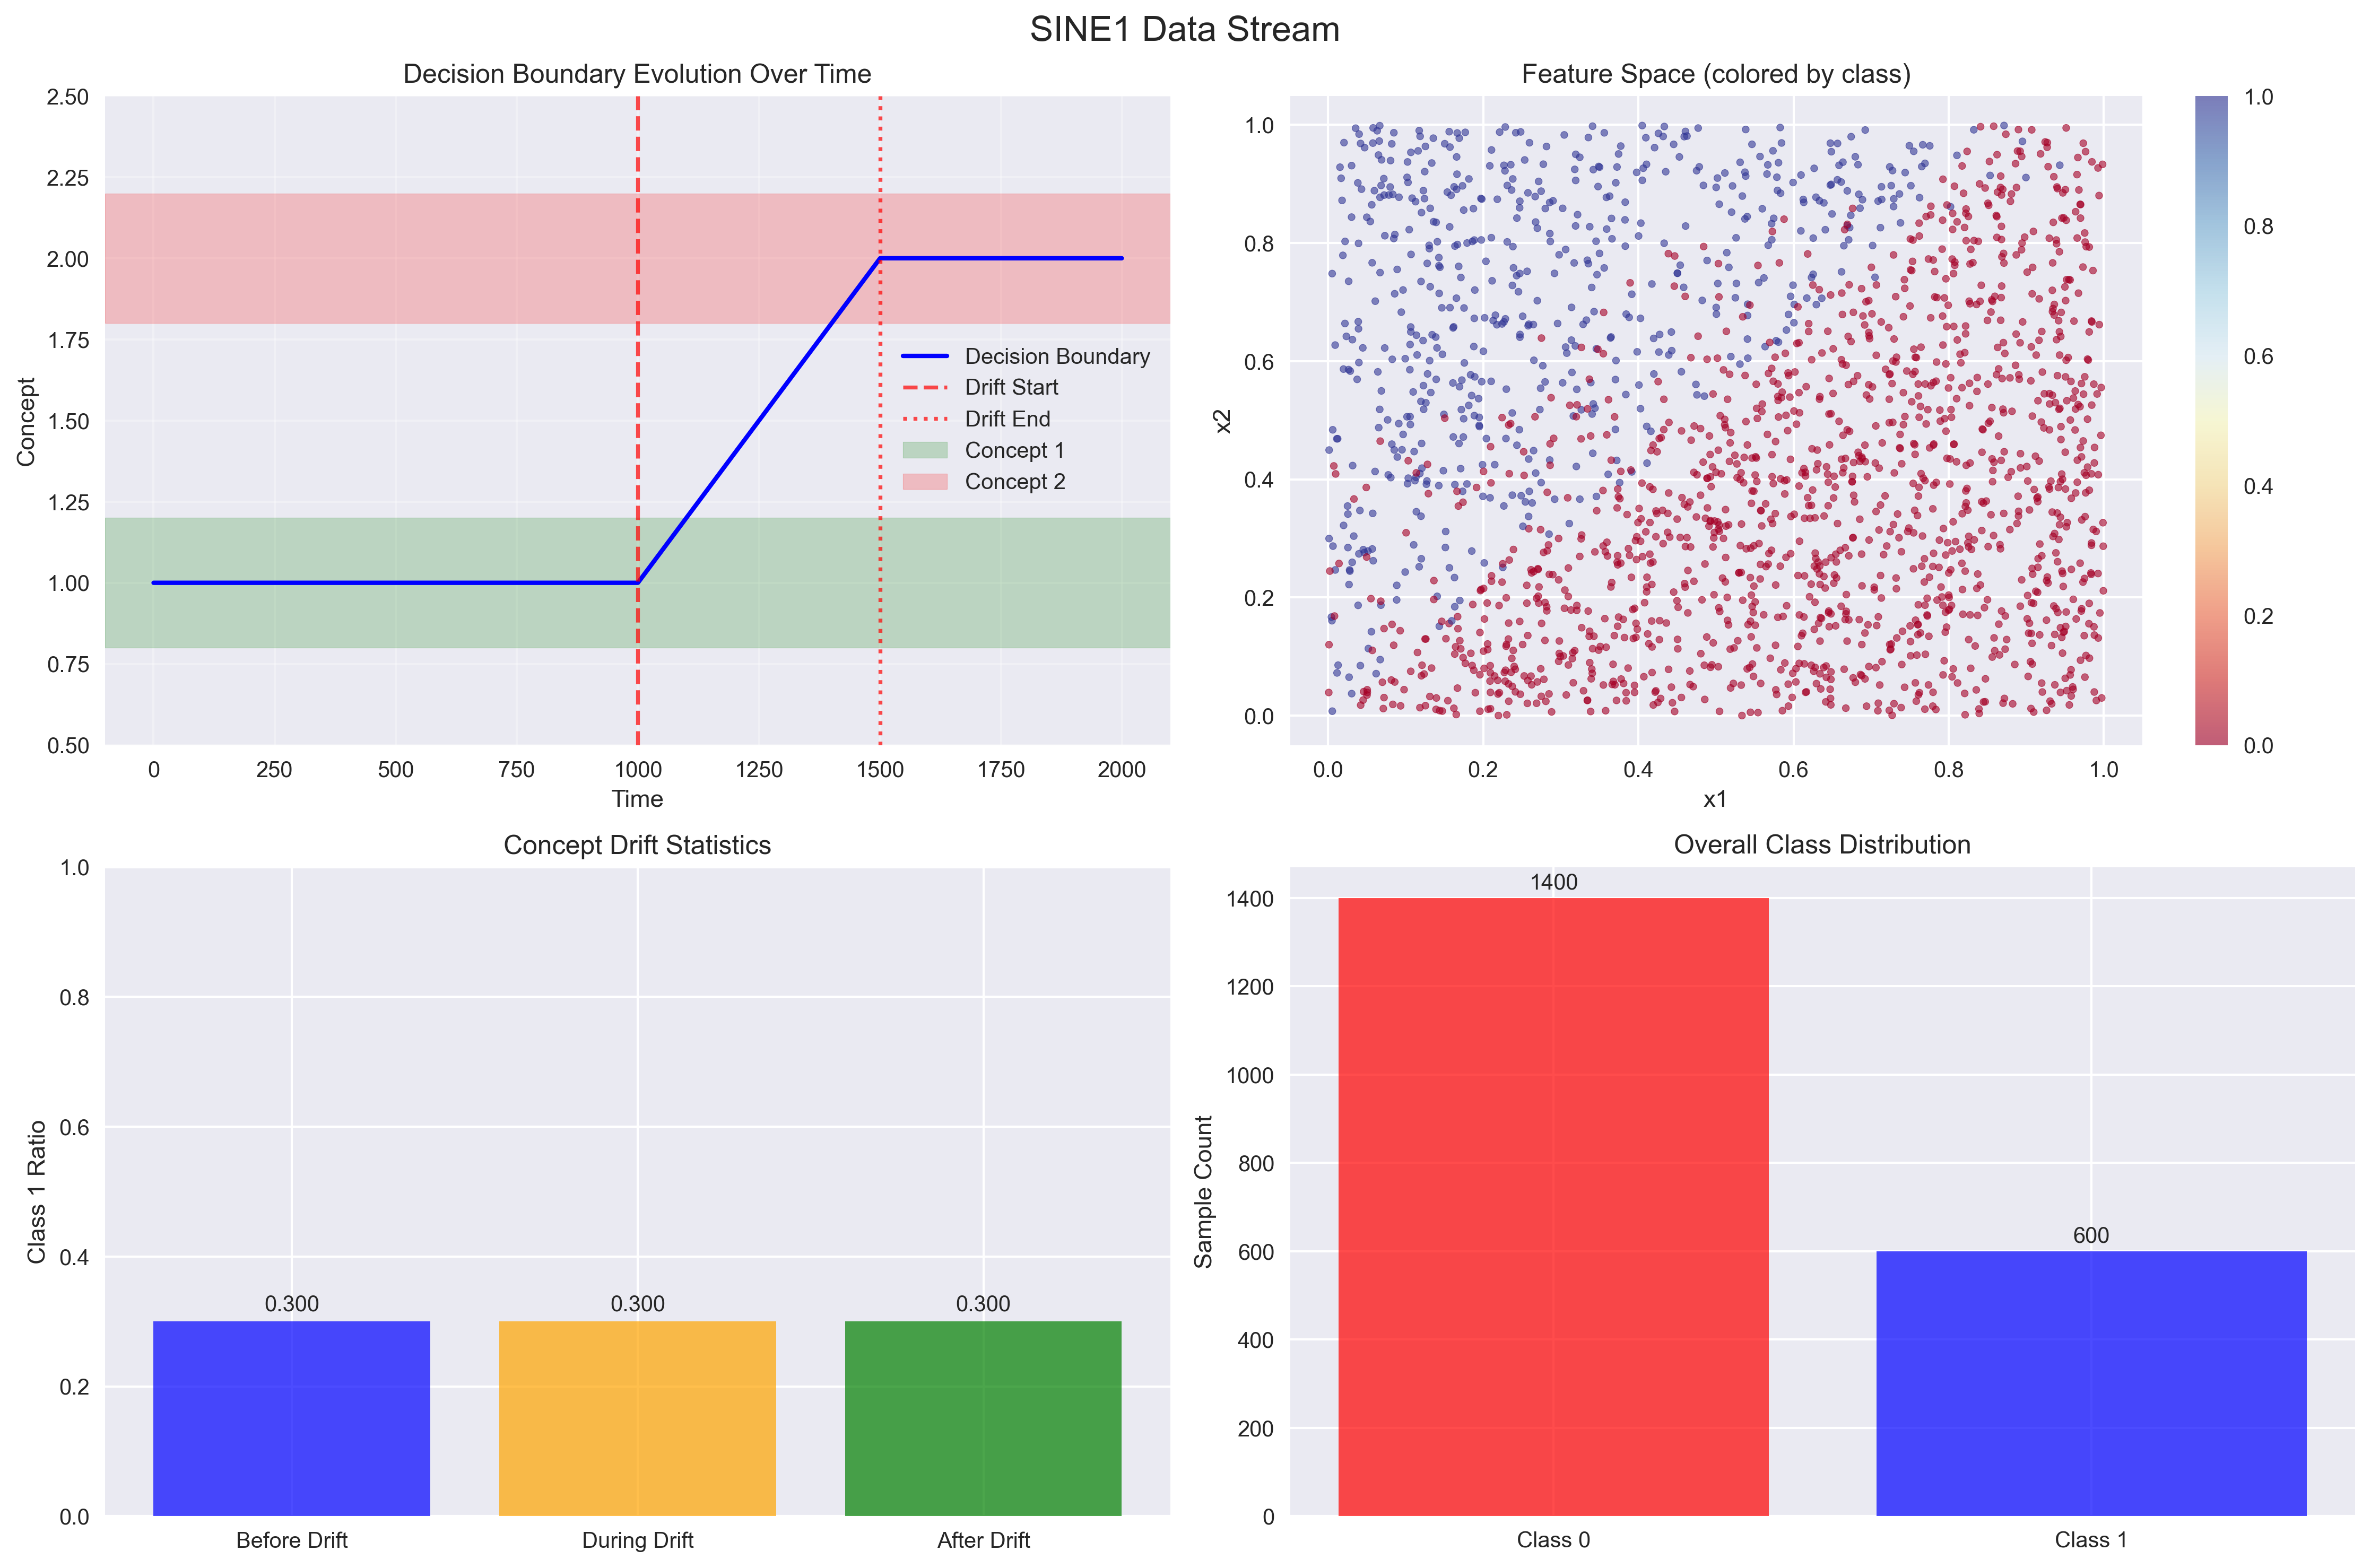 SINE1 Data Stream
Decision Boundary Evolution Over Time
2.50
2.25
2.00
1.75
1.50
1.25
1.00
0.75
0.50
Concept
0
250
500
750
1000
1250
1500
1750
2000
Time
Decision Boundary
Drift Start
Drift End
Concept 1
Concept 2
Feature Space (colored by class)
1.0
0.8
0.6
0.4
0.2
0.0
x2
0.0
0.2
0.4
0.6
0.8
1.0
x1
1.0
0.8
0.6
0.4
0.2
0.0
Concept Drift Statistics
1.0
0.8
0.6
0.4
0.2
0.0
Class 1 Ratio
0.300
0.300
0.300
Before Drift
During Drift
After Drift
Overall Class Distribution
1400
1200
1000
800
600
400
200
0
Sample Count
1400
600
Class 0
Class 1